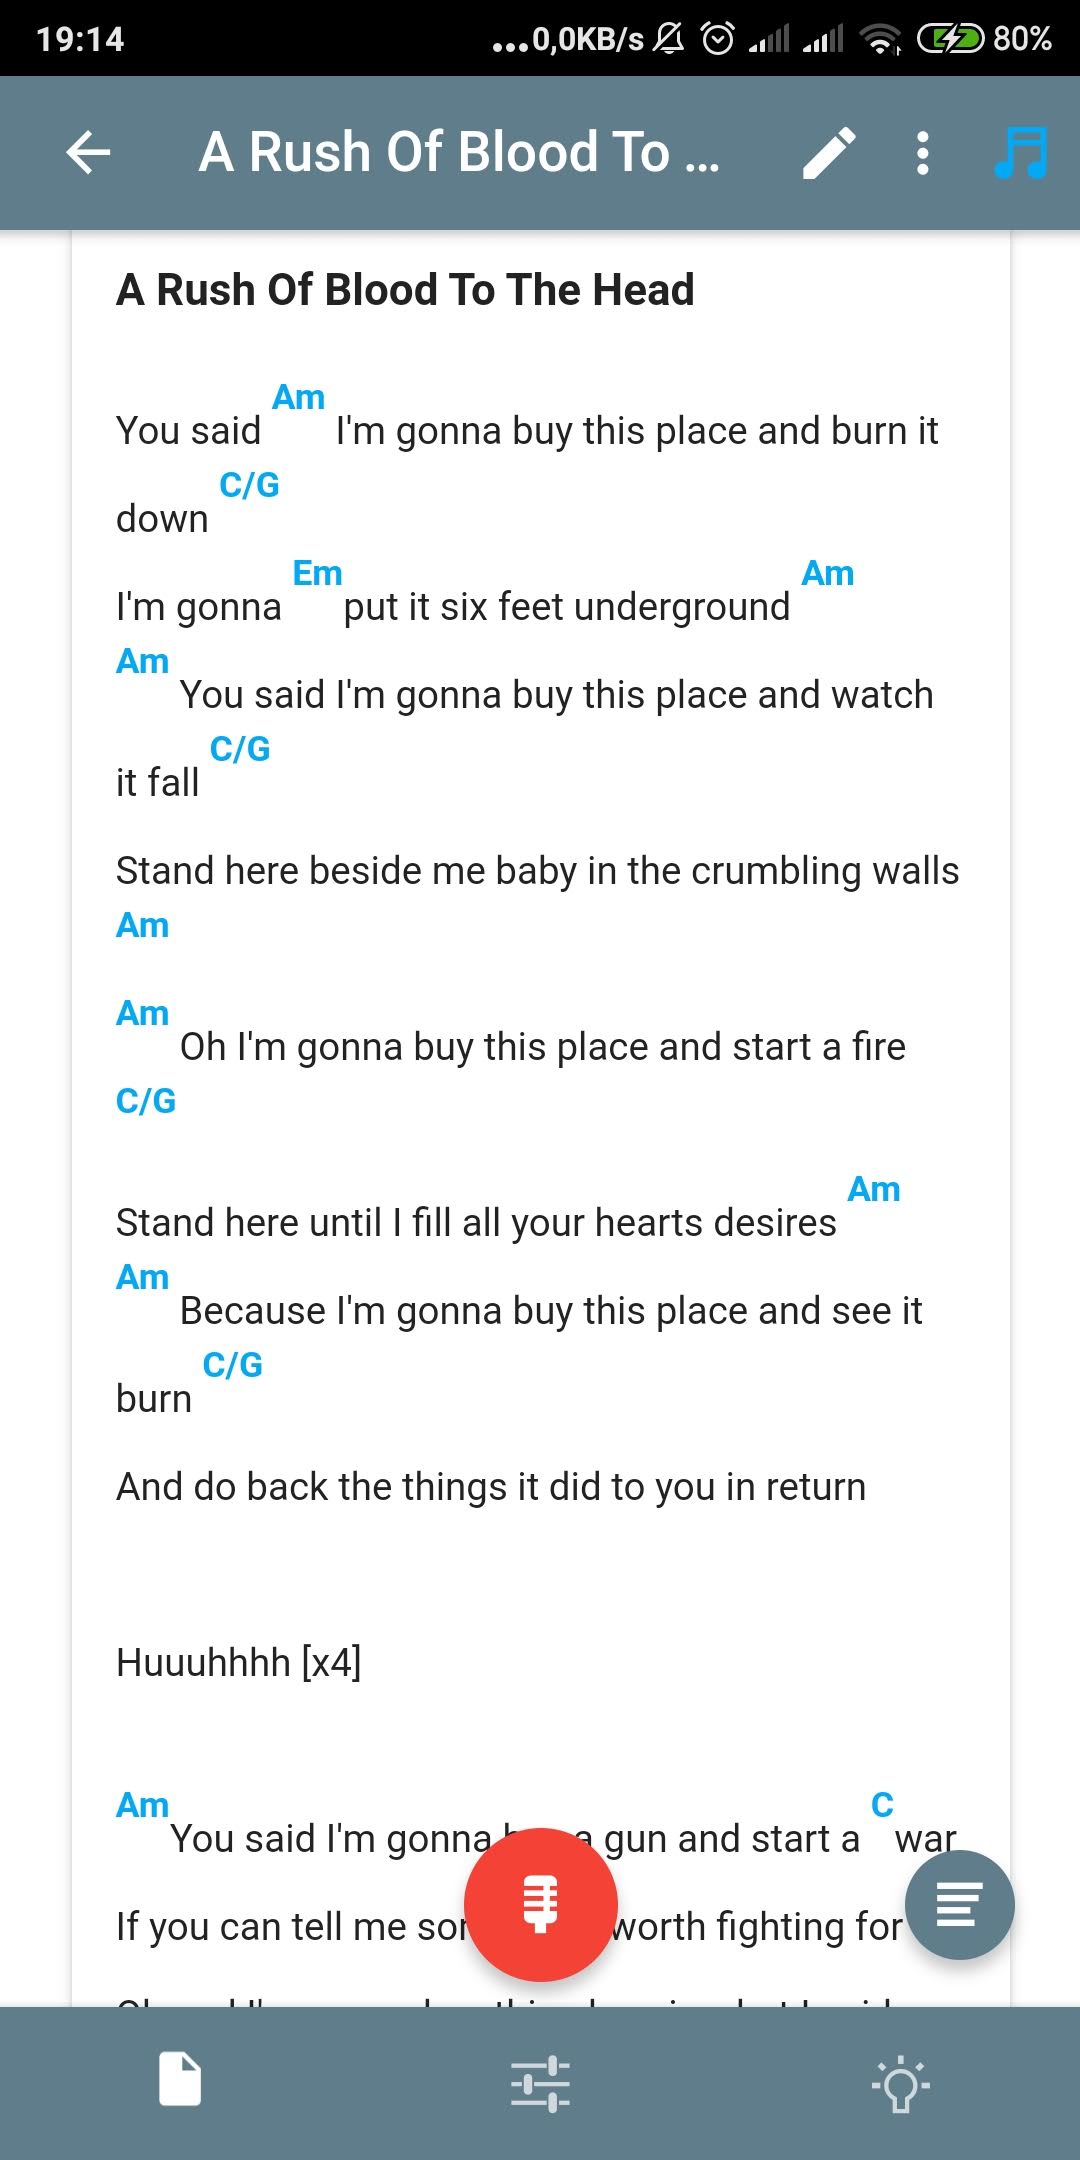 19:14 ...0,0KB/s 80%
A Rush Of Blood To ...
A Rush Of Blood To The Head
Am
You said I'm gonna buy this place and burn it
C/G
down
Em Am
I'm gonna put it six feet underground
Am
You said I'm gonna buy this place and watch
C/G
it fall
Stand here beside me baby in the crumbling walls
Am
Am
Oh I'm gonna buy this place and start a fire
C/G
Am
Stand here until I fill all your hearts desires
Am
Because I'm gonna buy this place and see it
C/G
burn
And do back the things it did to you in return
Huuuhhhh [x4]
Am C
You said I'm gonna a gun and start a war
If you can tell me worth fighting for